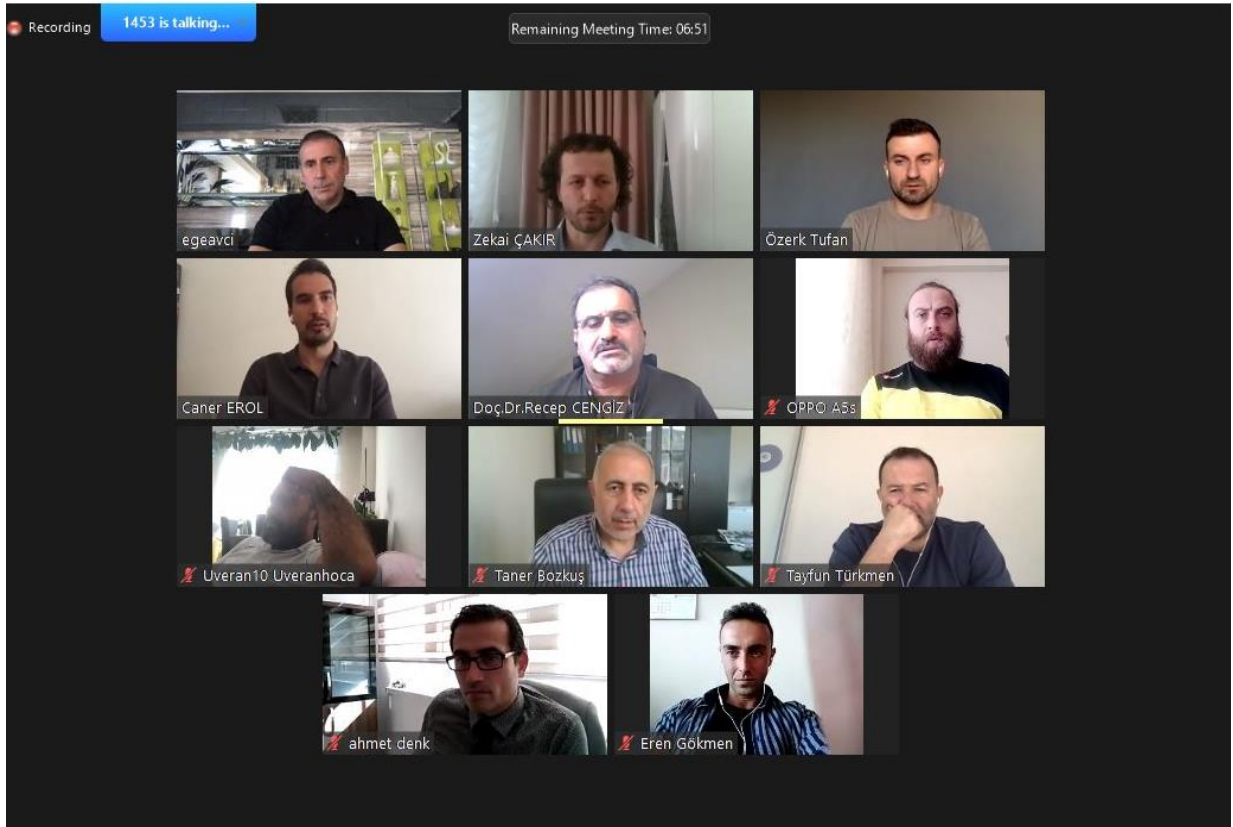 Recording
1453 is talking...
Remaining Meeting Time: 06:51
egeavci
Zekai ÇAKIR
Özerk Tufan
Caner EROL
Doç.Dr.Recep CENGİZ
OPPO A5s
Uveran10 Uveranhoca
Taner Bozkuş
Tayfun Türkmen
ahmet denk
Eren Gökmen